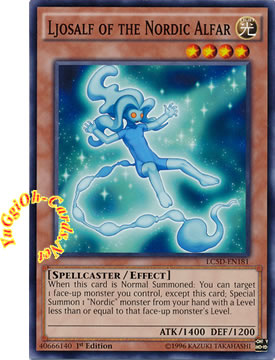 LJOSALF OF THE NORDIC ALFAR
光
LCSD-EN181
[SPELLCASTER / EFFECT]
When this card is Normal Summoned: You can target
1 face-up monster you control, except this card; Special
Summon 1 "Nordic" monster from your hand with a Level
less than or equal to that face-up monster's Level.
ATK/1400 DEF/1200
40666140 1st Edition ©1996 KAZUKI TAKAHASHI
YuGgiOh-Cards.Net